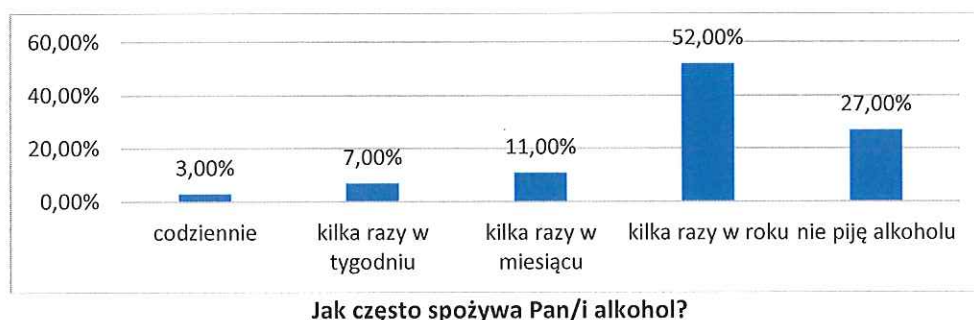 60,00%
40,00%
20,00%
0,00%
3,00%
7,00%
11,00%
52,00%
27,00%
codziennie
kilka razy w
tygodniu
kilka razy w
miesiącu
kilka razy w roku
nie piję alkoholu
Jak często spożywa Pan/i alkohol?